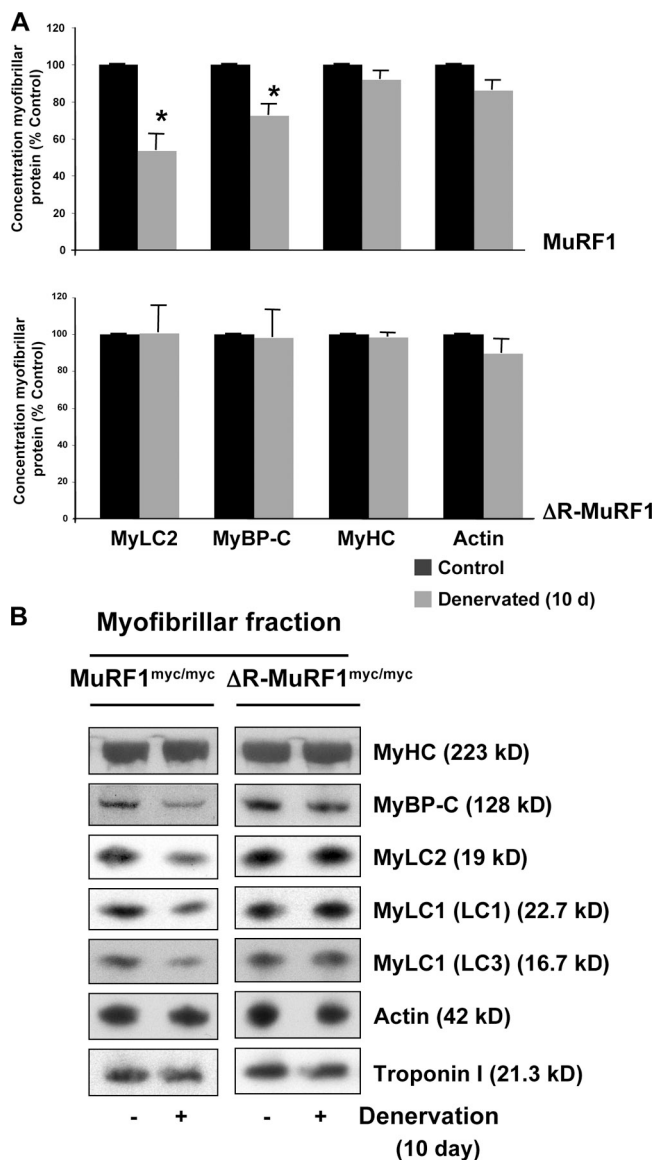 A
Concentration myofibrillar
protein (% Control)
120
100
80
60
40
20
0
*
*
MuRF1
Concentration myofibrillar
protein (% Control)
120
100
80
60
40
20
0
ΔR-MuRF1
MyLC2 MyBP-C MyHC Actin
Control
Denervated (10 d)
B
Myofibrillar fraction
MuRF1myc/myc ΔR-MuRF1myc/myc
MyHC (223 kD)
MyBP-C (128 kD)
MyLC2 (19 kD)
MyLC1 (LC1) (22.7 kD)
MyLC1 (LC3) (16.7 kD)
Actin (42 kD)
Troponin I (21.3 kD)
- + - + Denervation
(10 day)